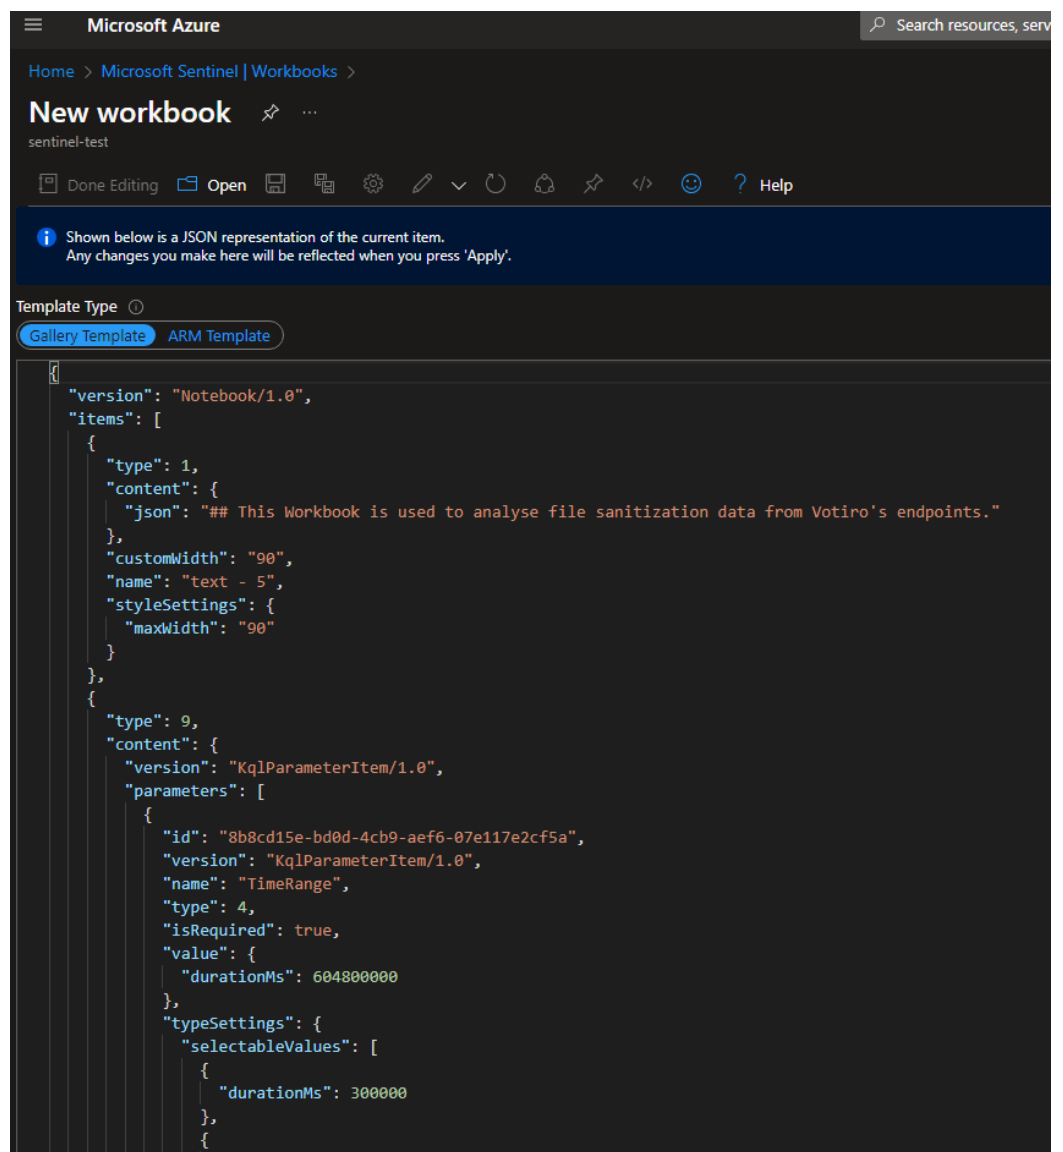 Microsoft Azure
Search resources, serv
Home > Microsoft Sentinel | Workbooks >
New workbook
sentinel-test
Done Editing Open Help
Shown below is a JSON representation of the current item.
Any changes you make here will be reflected when you press 'Apply'.
Template Type
Gallery Template ARM Template
{
"version": "Notebook/1.0",
"items": [
{
"type": 1,
"content": {
"json": "## This Workbook is used to analyse file sanitization data from Votiro's endpoints."
},
"customWidth": "90",
"name": "text - 5",
"styleSettings": {
"maxWidth": "90"
}
},
{
"type": 9,
"content": {
"version": "KqlParameterItem/1.0",
"parameters": [
{
"id": "8b8cd15e-bd0d-4cb9-aef6-07e117e2cf5a",
"version": "KqlParameterItem/1.0",
"name": "TimeRange",
"type": 4,
"isRequired": true,
"value": {
"durationMs": 604800000
},
"typeSettings": {
"selectableValues": [
{
"durationMs": 300000
},
{